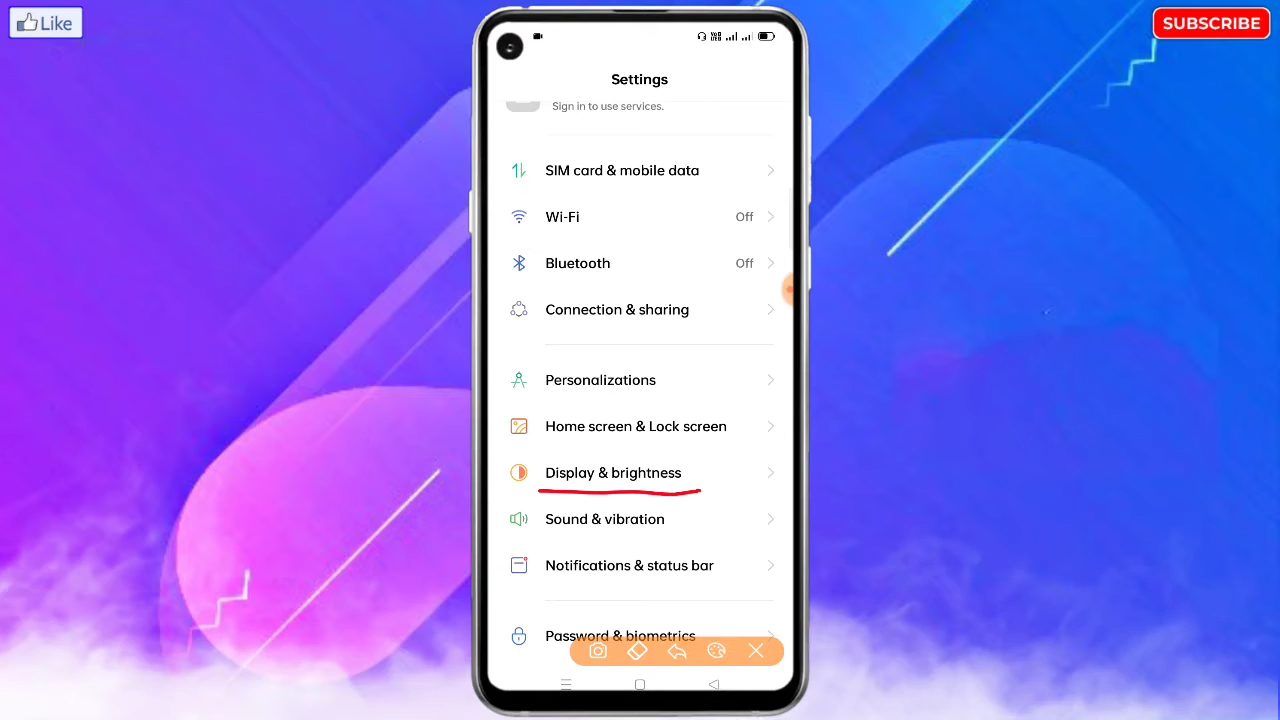 Like
SUBSCRIBE
Settings
Sign in to use services.
SIM card & mobile data
Wi-Fi Off
Bluetooth Off
Connection & sharing
Personalizations
Home screen & Lock screen
Display & brightness
Sound & vibration
Notifications & status bar
Password & biometrics